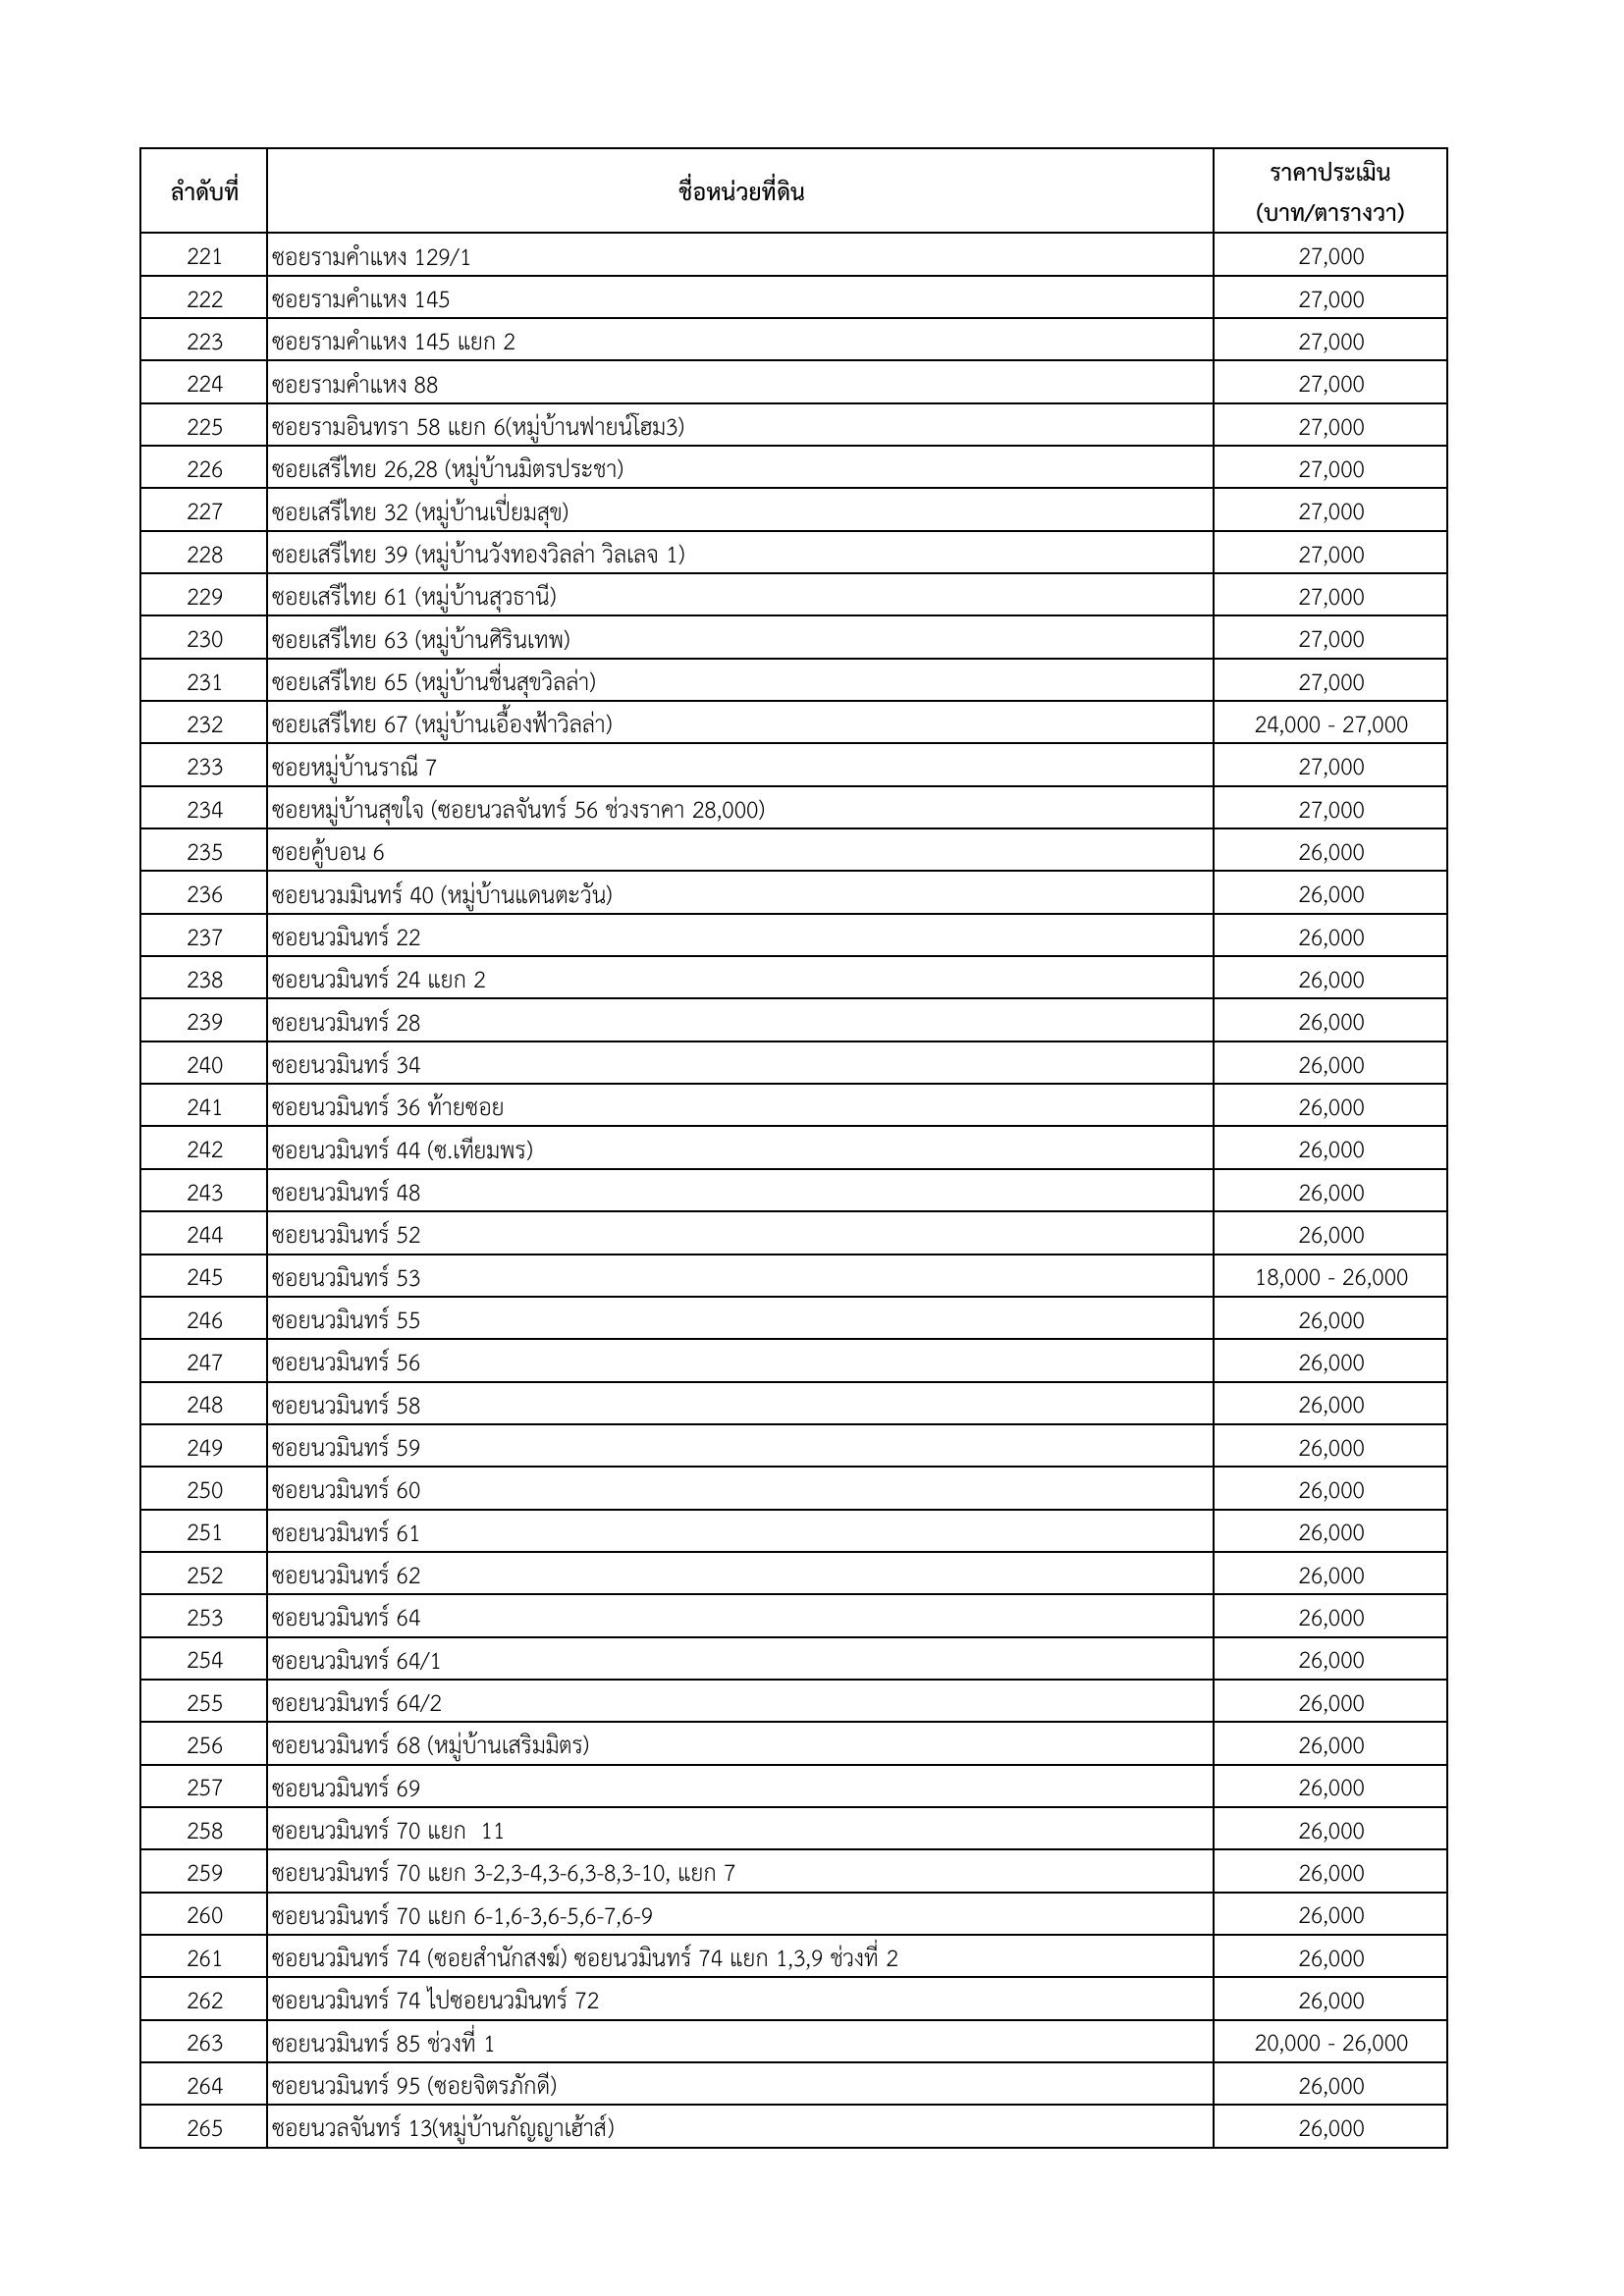 ลำดับที่ ชื่อหน่วยที่ดิน ราคาประเมิน
(บาท/ตารางวา)
221 ซอยรามคำแหง 129/1 27,000
222 ซอยรามคำแหง 145 27,000
223 ซอยรามคำแหง 145 แยก 2 27,000
224 ซอยรามคำแหง 88 27,000
225 ซอยรามอินทรา 58 แยก 6(หมู่บ้านฟายน์โฮม3) 27,000
226 ซอยเสรีไทย 26,28 (หมู่บ้านมิตรประชา) 27,000
227 ซอยเสรีไทย 32 (หมู่บ้านเปี่ยมสุข) 27,000
228 ซอยเสรีไทย 39 (หมู่บ้านวังทองวิลล่า วิลเลจ 1) 27,000
229 ซอยเสรีไทย 61 (หมู่บ้านสุวธานี) 27,000
230 ซอยเสรีไทย 63 (หมู่บ้านศิรินเทพ) 27,000
231 ซอยเสรีไทย 65 (หมู่บ้านชื่นสุขวิลล่า) 27,000
232 ซอยเสรีไทย 67 (หมู่บ้านเอื้องฟ้าวิลล่า) 24,000 - 27,000
233 ซอยหมู่บ้านราณี 7 27,000
234 ซอยหมู่บ้านสุขใจ (ซอยนวลจันทร์ 56 ช่วงราคา 28,000) 27,000
235 ซอยคู้บอน 6 26,000
236 ซอยนวมมินทร์ 40 (หมู่บ้านแดนตะวัน) 26,000
237 ซอยนวมินทร์ 22 26,000
238 ซอยนวมินทร์ 24 แยก 2 26,000
239 ซอยนวมินทร์ 28 26,000
240 ซอยนวมินทร์ 34 26,000
241 ซอยนวมินทร์ 36 ท้ายซอย 26,000
242 ซอยนวมินทร์ 44 (ซ.เทียมพร) 26,000
243 ซอยนวมินทร์ 48 26,000
244 ซอยนวมินทร์ 52 26,000
245 ซอยนวมินทร์ 53 18,000 - 26,000
246 ซอยนวมินทร์ 55 26,000
247 ซอยนวมินทร์ 56 26,000
248 ซอยนวมินทร์ 58 26,000
249 ซอยนวมินทร์ 59 26,000
250 ซอยนวมินทร์ 60 26,000
251 ซอยนวมินทร์ 61 26,000
252 ซอยนวมินทร์ 62 26,000
253 ซอยนวมินทร์ 64 26,000
254 ซอยนวมินทร์ 64/1 26,000
255 ซอยนวมินทร์ 64/2 26,000
256 ซอยนวมินทร์ 68 (หมู่บ้านเสริมมิตร) 26,000
257 ซอยนวมินทร์ 69 26,000
258 ซอยนวมินทร์ 70 แยก  11 26,000
259 ซอยนวมินทร์ 70 แยก 3-2,3-4,3-6,3-8,3-10, แยก 7 26,000
260 ซอยนวมินทร์ 70 แยก 6-1,6-3,6-5,6-7,6-9 26,000
261 ซอยนวมินทร์ 74 (ซอยสำนักสงฆ์) ซอยนวมินทร์ 74 แยก 1,3,9 ช่วงที่ 2 26,000
262 ซอยนวมินทร์ 74 ไปซอยนวมินทร์ 72 26,000
263 ซอยนวมินทร์ 85 ช่วงที่ 1 20,000 - 26,000
264 ซอยนวมินทร์ 95 (ซอยจิตรภักดี) 26,000
265 ซอยนวลจันทร์ 13(หมู่บ้านกัญญาเฮ้าส์) 26,000